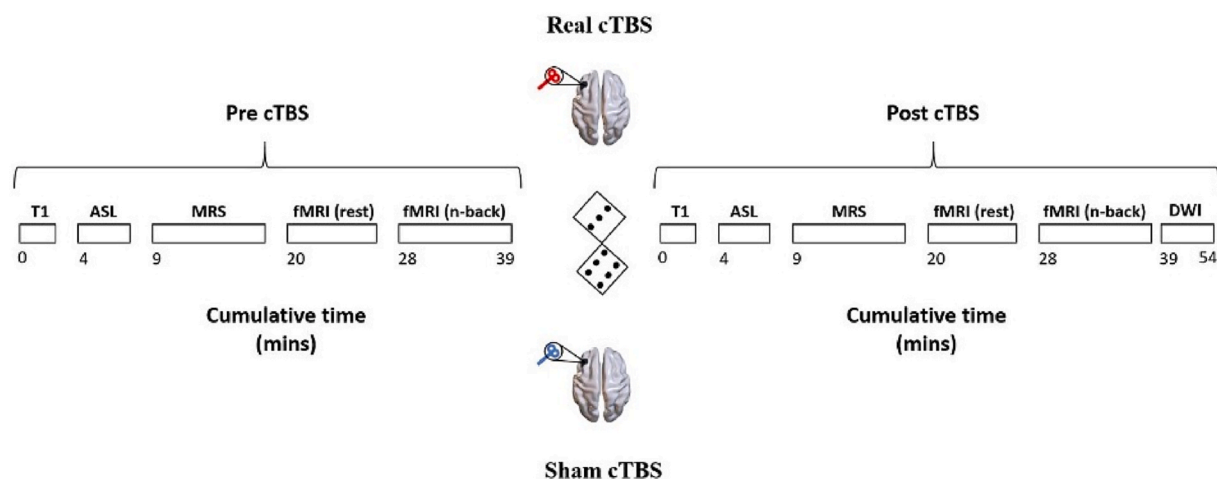 Real cTBS
Pre cTBS
T1 ASL MRS fMRI (rest) fMRI (n-back)
0 4 9 20 28 39
Cumulative time
(mins)
Post cTBS
T1 ASL MRS fMRI (rest) fMRI (n-back) DWI
0 4 9 20 28 39 54
Cumulative time
(mins)
Sham cTBS